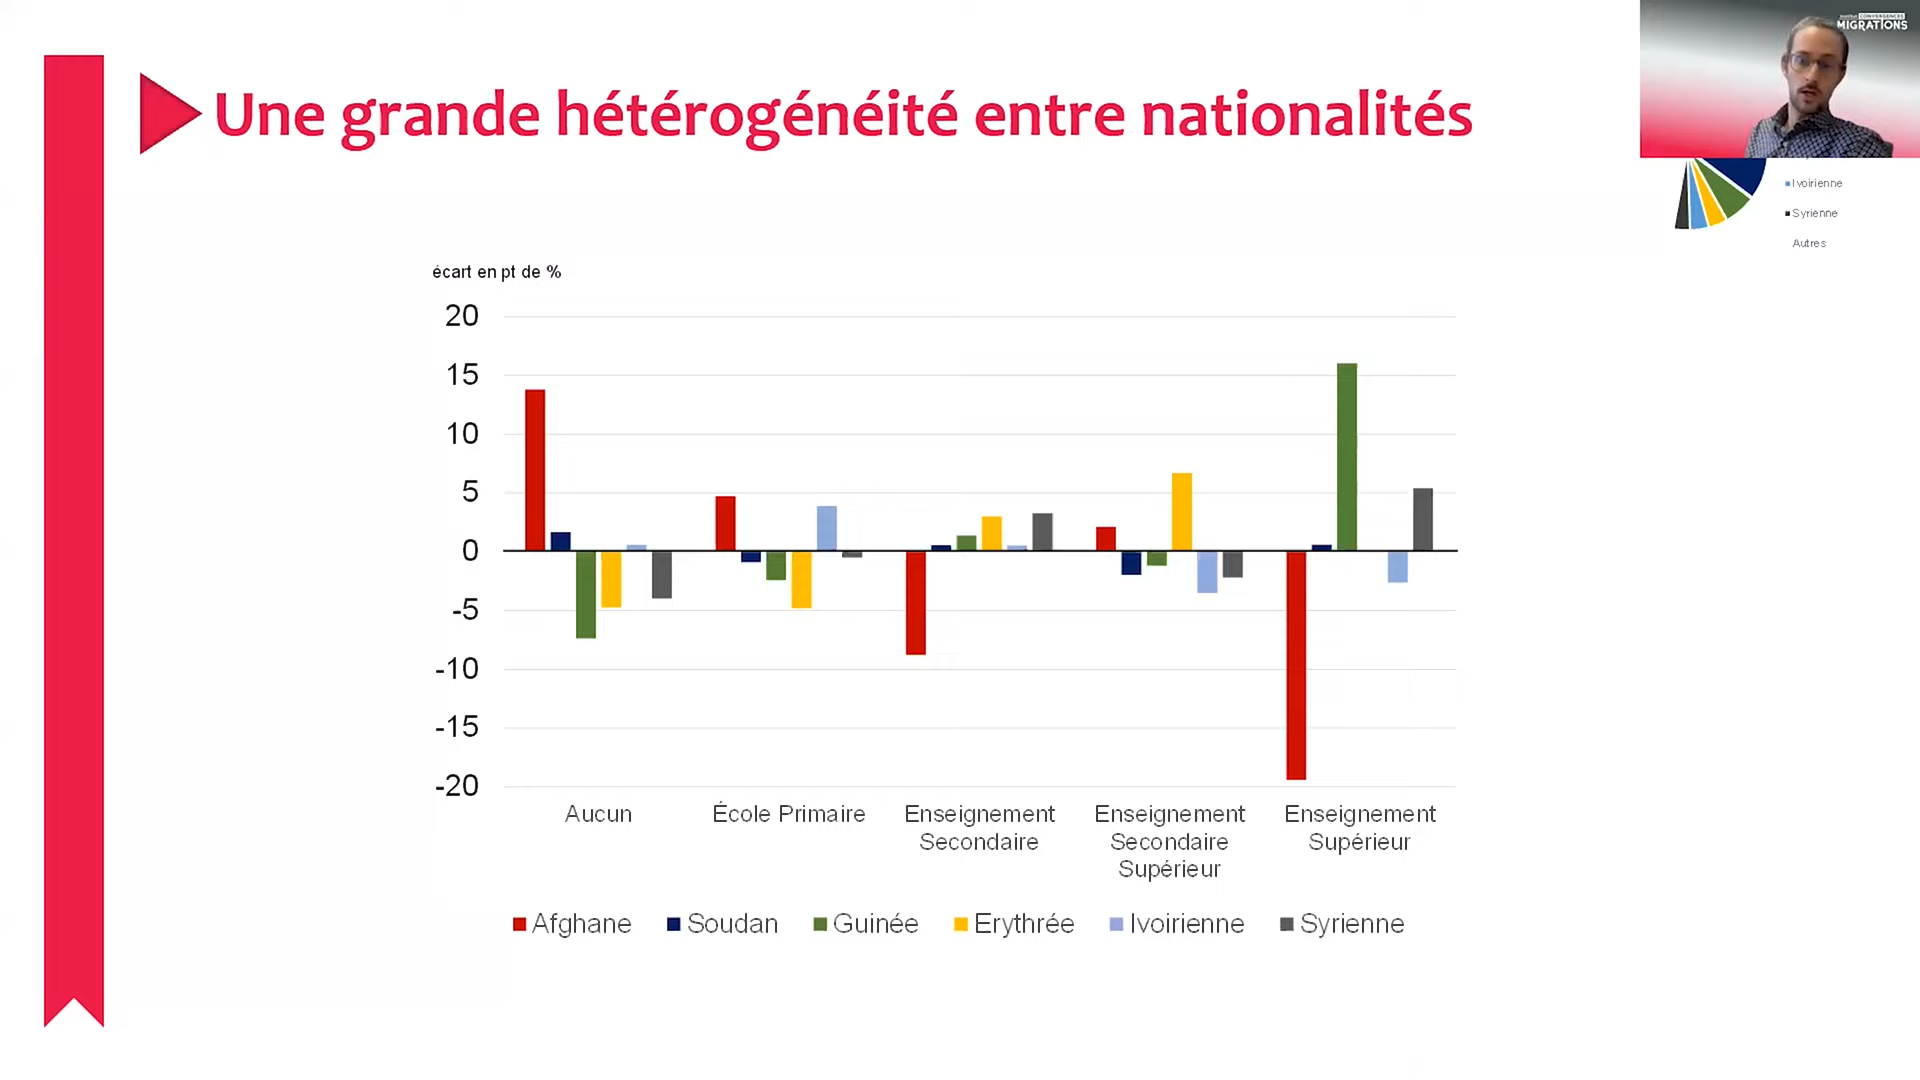 Une grande hétérogénéité entre nationalités
CONVERGENCES
MIGRATIONS
Ivoirienne
Syrienne
Autres
écart en pt de %
20
15
10
5
0
-5
-10
-15
-20
Aucun
École Primaire
Enseignement
Secondaire
Enseignement
Secondaire
Supérieur
Enseignement
Supérieur
Afghane
Soudan
Guinée
Erythrée
Ivoirienne
Syrienne